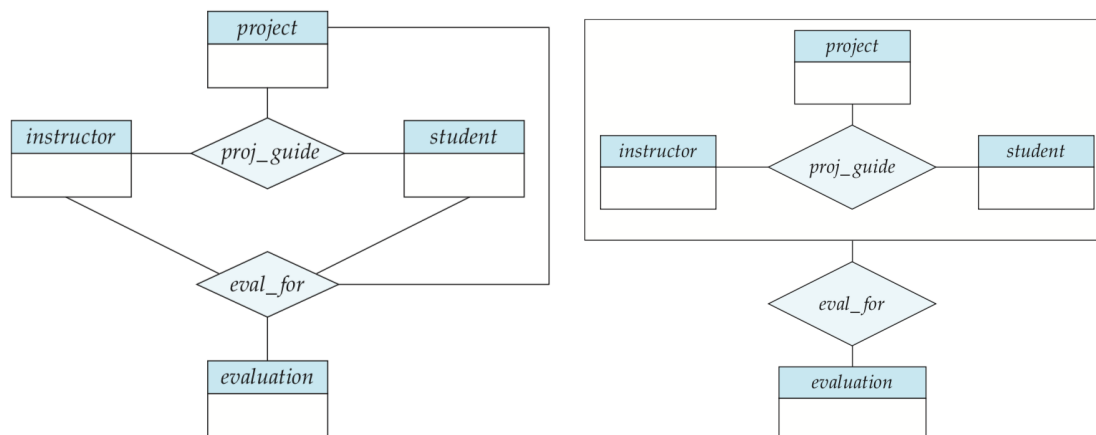 project
instructor
proj_guide
student
eval_for
evaluation
project
instructor
proj_guide
student
eval_for
evaluation